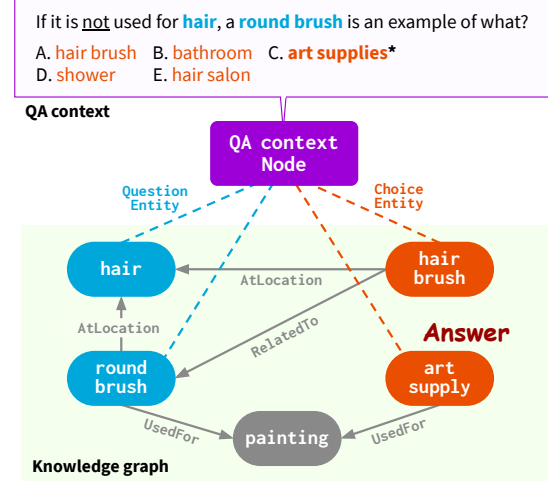 If it is not used for hair, a round brush is an example of what?
A. hair brush B. bathroom C. art supplies*
D. shower E. hair salon
QA context
QA context
Node
Question
Entity
Choice
Entity
hair
hair
brush
AtLocation
AtLocation
RelatedTo
Answer
round
brush
art
supply
UsedFor
painting
UsedFor
Knowledge graph